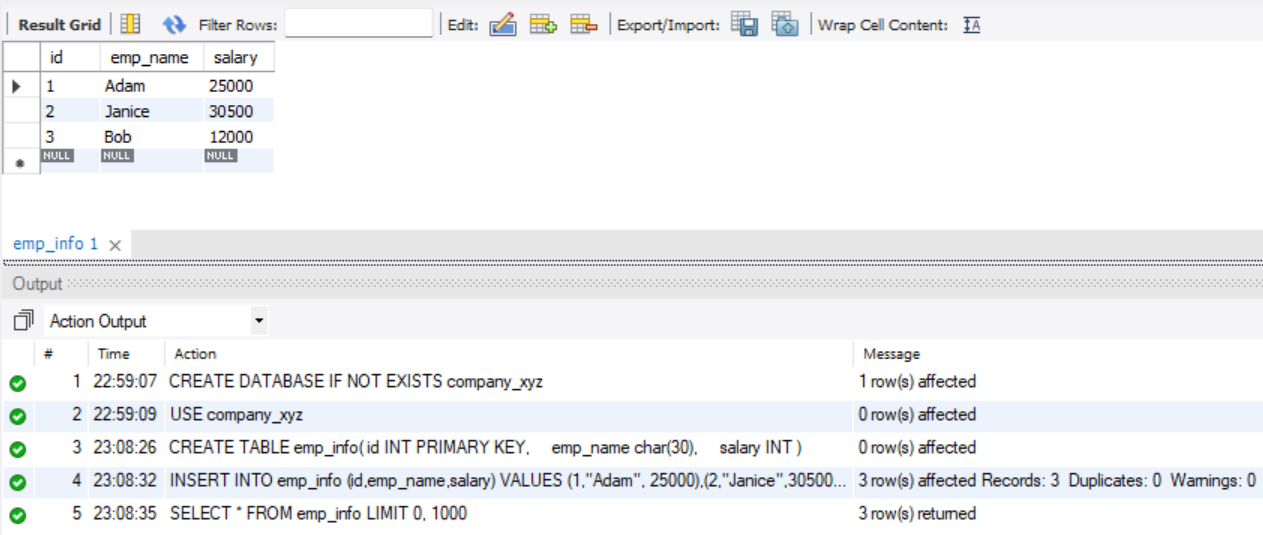 Result Grid Filter Rows: Edit: Export/Import: Wrap Cell Content: IA
id emp_name salary
1 Adam 25000
2 Janice 30500
3 Bob 12000
NULL NULL NULL
emp_info 1
Output
Action Output
# Time Action Message
1 22:59:07 CREATE DATABASE IF NOT EXISTS company_xyz 1 row(s) affected
2 22:59:09 USE company_xyz 0 row(s) affected
3 23:08:26 CREATE TABLE emp_info( id INT PRIMARY KEY, emp_name char(30), salary INT ) 0 row(s) affected
4 23:08:32 INSERT INTO emp_info (id,emp_name,salary) VALUES (1,"Adam", 25000),(2,"Janice",30500... 3 row(s) affected Records: 3 Duplicates: 0 Warnings: 0
5 23:08:35 SELECT * FROM emp_info LIMIT 0, 1000 3 row(s) returned